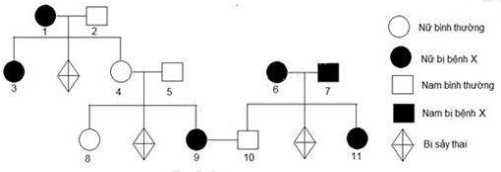 1
2
3
4
5
6
7
8
9
10
11
Nữ bình thường
Nữ bị bệnh X
Nam bình thường
Nam bị bệnh X
Bị sẩy thai